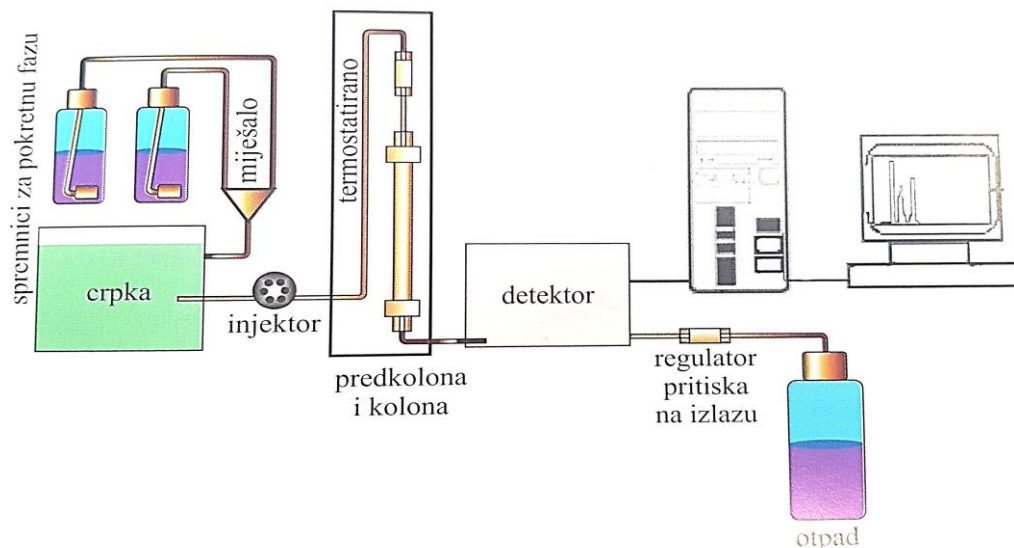 spremnici za pokretnu fazu
miješalo
crpka
injektor
termostatirano
predkolona
i kolona
detektor
regulator
pritiska
na izlazu
otpad